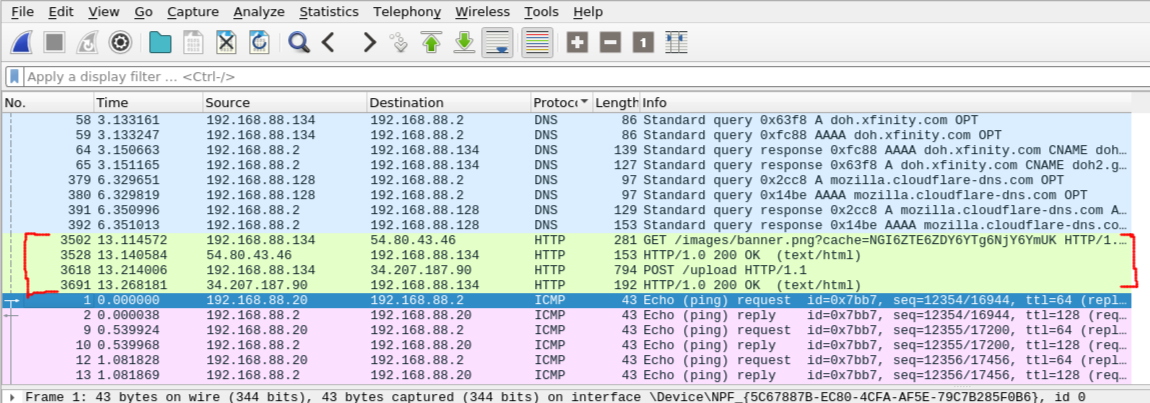 File Edit View Go Capture Analyze Statistics Telephony Wireless Tools Help
1
Apply a display filter … <Ctrl-/>
No. Time Source Destination Protoc Length Info
58 3.133161 192.168.88.134 192.168.88.2 DNS 86 Standard query 0x63f8 A doh.xfinity.com OPT
59 3.133247 192.168.88.134 192.168.88.2 DNS 86 Standard query 0xfc88 AAAA doh.xfinity.com OPT
64 3.150663 192.168.88.2 192.168.88.134 DNS 139 Standard query response 0xfc88 AAAA doh.xfinity.com CNAME doh…
65 3.151165 192.168.88.2 192.168.88.134 DNS 127 Standard query response 0x63f8 A doh.xfinity.com CNAME doh2.g…
379 6.329651 192.168.88.128 192.168.88.2 DNS 97 Standard query 0x2cc8 A mozilla.cloudflare-dns.com OPT
380 6.329819 192.168.88.128 192.168.88.2 DNS 97 Standard query 0x14be AAAA mozilla.cloudflare-dns.com OPT
391 6.350996 192.168.88.2 192.168.88.128 DNS 129 Standard query response 0x2cc8 A mozilla.cloudflare-dns.com A…
392 6.351013 192.168.88.2 192.168.88.128 DNS 153 Standard query response 0x14be AAAA mozilla.cloudflare-dns.co…
3502 13.114572 192.168.88.134 54.80.43.46 HTTP 281 GET /images/banner.png?cache=NGI6ZTE6ZDY6YTg6NjY6YmUK HTTP/1.…
3528 13.140584 54.80.43.46 192.168.88.134 HTTP 153 HTTP/1.0 200 OK (text/html)
3618 13.214006 192.168.88.134 34.207.187.90 HTTP 794 POST /upload HTTP/1.1
3691 13.268181 34.207.187.90 192.168.88.134 HTTP 192 HTTP/1.0 200 OK (text/html)
1 0.000000 192.168.88.20 192.168.88.2 ICMP 43 Echo (ping) request id=0x7bb7, seq=12354/16944, ttl=64 (repl…
2 0.000038 192.168.88.2 192.168.88.20 ICMP 43 Echo (ping) reply id=0x7bb7, seq=12354/16944, ttl=128 (req…
9 0.539924 192.168.88.20 192.168.88.2 ICMP 43 Echo (ping) request id=0x7bb7, seq=12355/17200, ttl=64 (repl…
10 0.539968 192.168.88.2 192.168.88.20 ICMP 43 Echo (ping) reply id=0x7bb7, seq=12355/17200, ttl=128 (req…
12 1.081828 192.168.88.20 192.168.88.2 ICMP 43 Echo (ping) request id=0x7bb7, seq=12356/17456, ttl=64 (repl…
13 1.081869 192.168.88.2 192.168.88.20 ICMP 43 Echo (ping) reply id=0x7bb7, seq=12356/17456, ttl=128 (req…
Frame 1: 43 bytes on wire (344 bits), 43 bytes captured (344 bits) on interface \Device\NPF_{5C67887B-EC80-4CFA-AF5E-79C7B285F0B6}, id 0